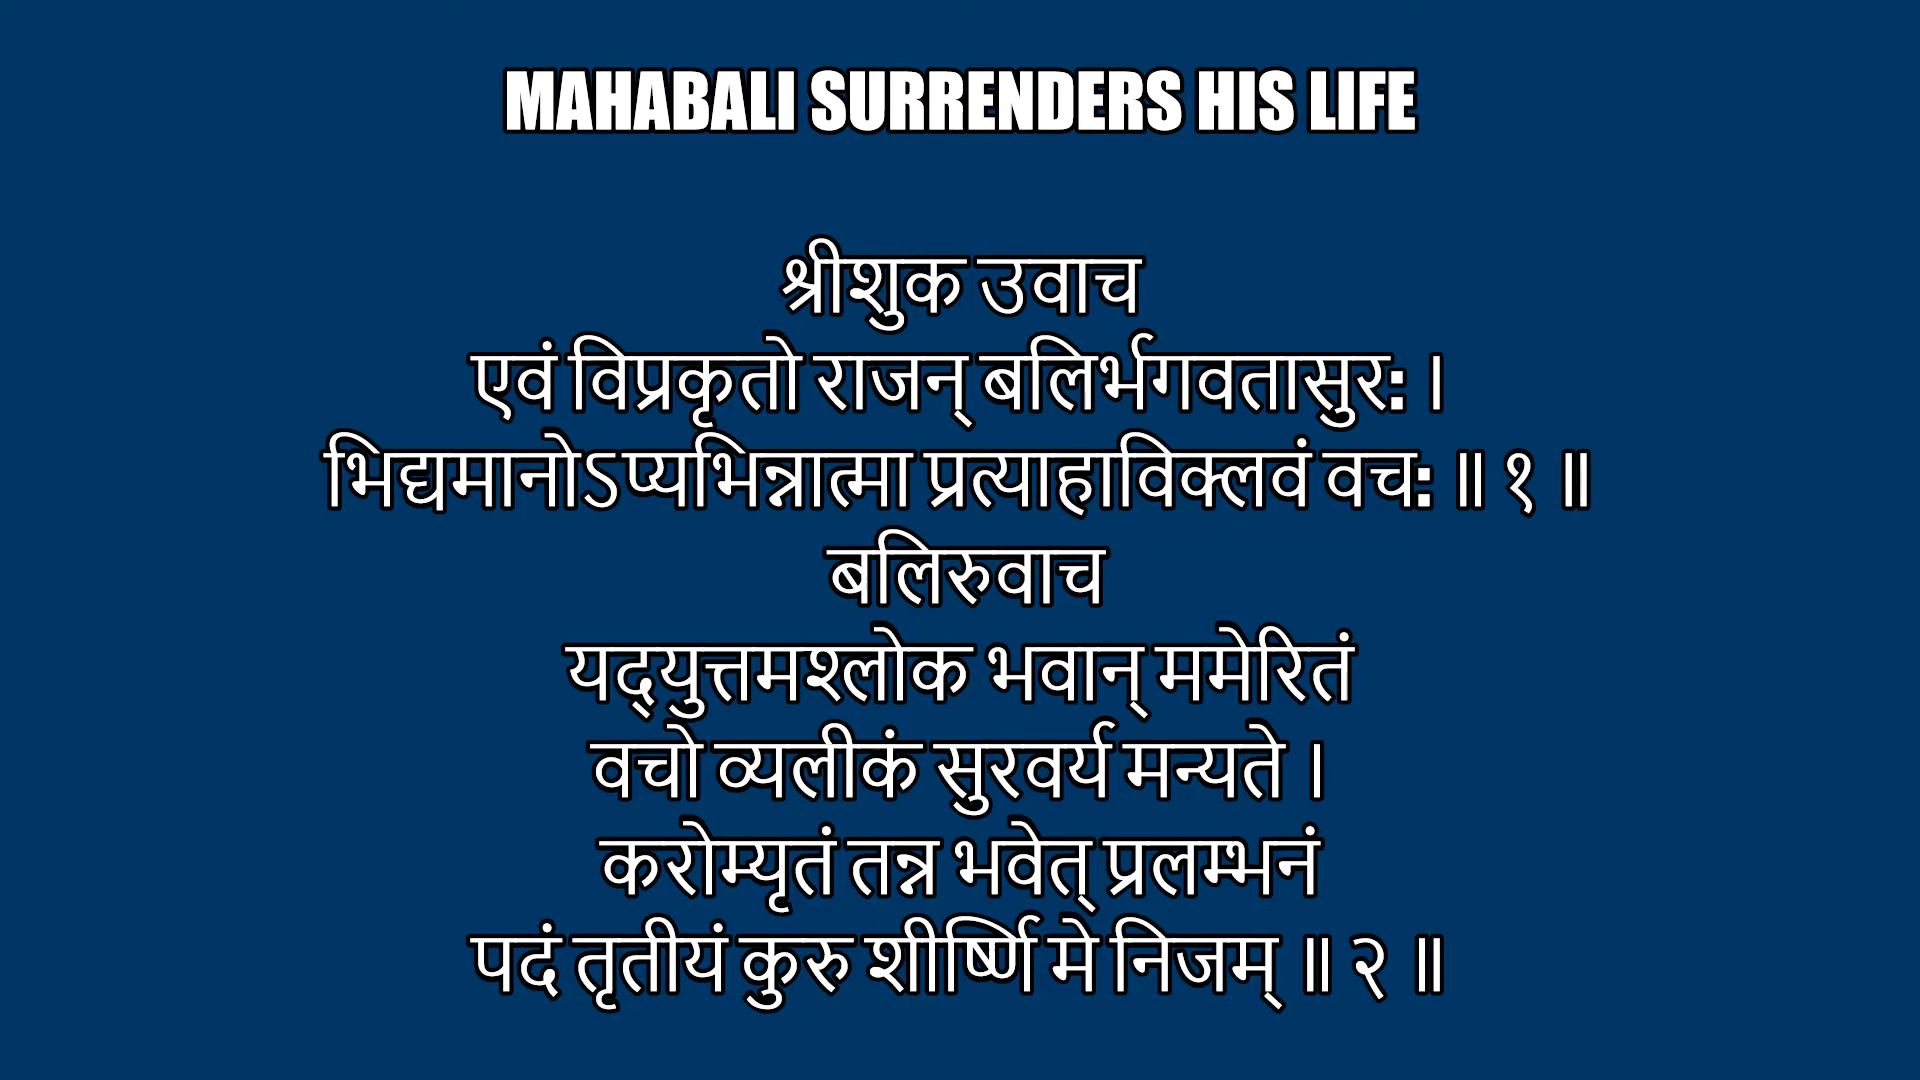 MAHABALI SURRENDERS HIS LIFE
श्रीशुक उवाच
एवं विप्रकृतो राजन् बलिर्भगवतासुर: ।
भिद्यमानोऽप्यभिन्नात्मा प्रत्याहाविक्लवं वच: ॥ १ ॥
बलिरुवाच
यद्युत्तमश्लोक भवान् ममेरितं
वचो व्यलीकं सुरवर्य मन्यते ।
करोम्यृतं तन्न भवेत् प्रलम्भनं
पदं तृतीयं कुरु शीर्ष्णि मे निजम् ॥ २ ॥